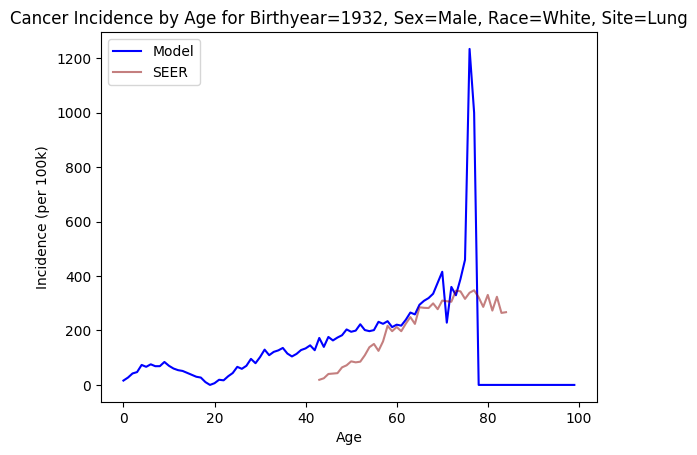 Cancer Incidence by Age for Birthyear=1932, Sex=Male, Race=White, Site=Lung
Model
SEER
Incidence (per 100k)
1200
1000
800
600
400
200
0
0 20 40 60 80 100
Age